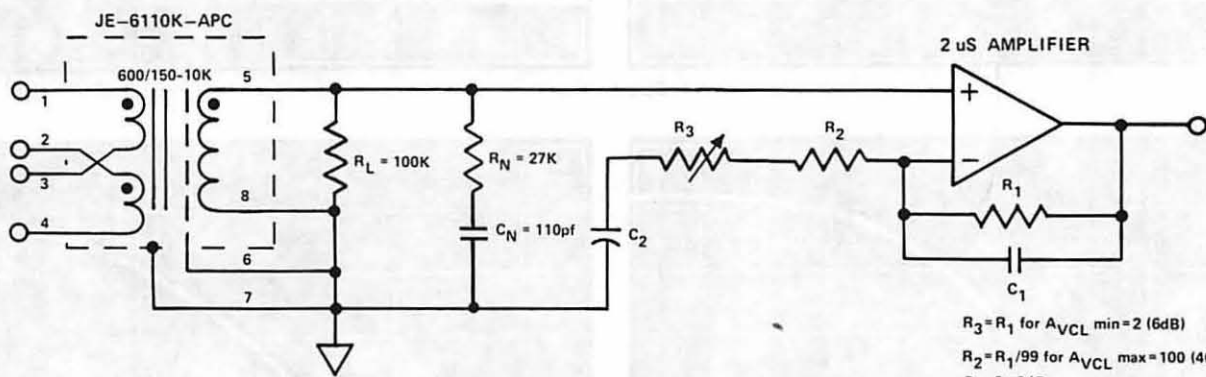 JE-6110K-APC
600/150-10K
1
2
3
4
5
8
6
7
R_L = 100K
R_N = 27K
C_N = 110pf
C_2
R_3
R_2
2 uS AMPLIFIER
+
−
R_1
C_1
R_3 = R_1 for A_VCL min = 2 (6dB)
R_2 = R_1/99 for A_VCL max = 100 (40